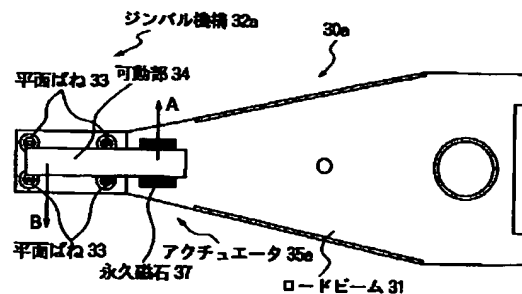 ジンバル機構 32a
30a
平面ばね 33
可動部 34
A
B
平面ばね 33
アクチュエータ 35a
永久磁石 37
ロードビーム 31